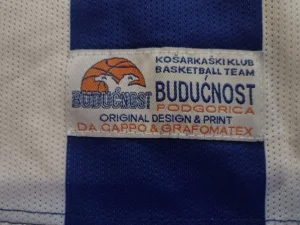 KOŠARKAŠKI KLUB
BASKETBALL TEAM
BUDUĆNOST
BUDUĆNOST
PODGORICA
ORIGINAL DESIGN & PRINT
DA CAPPO & GRAFOMATEX